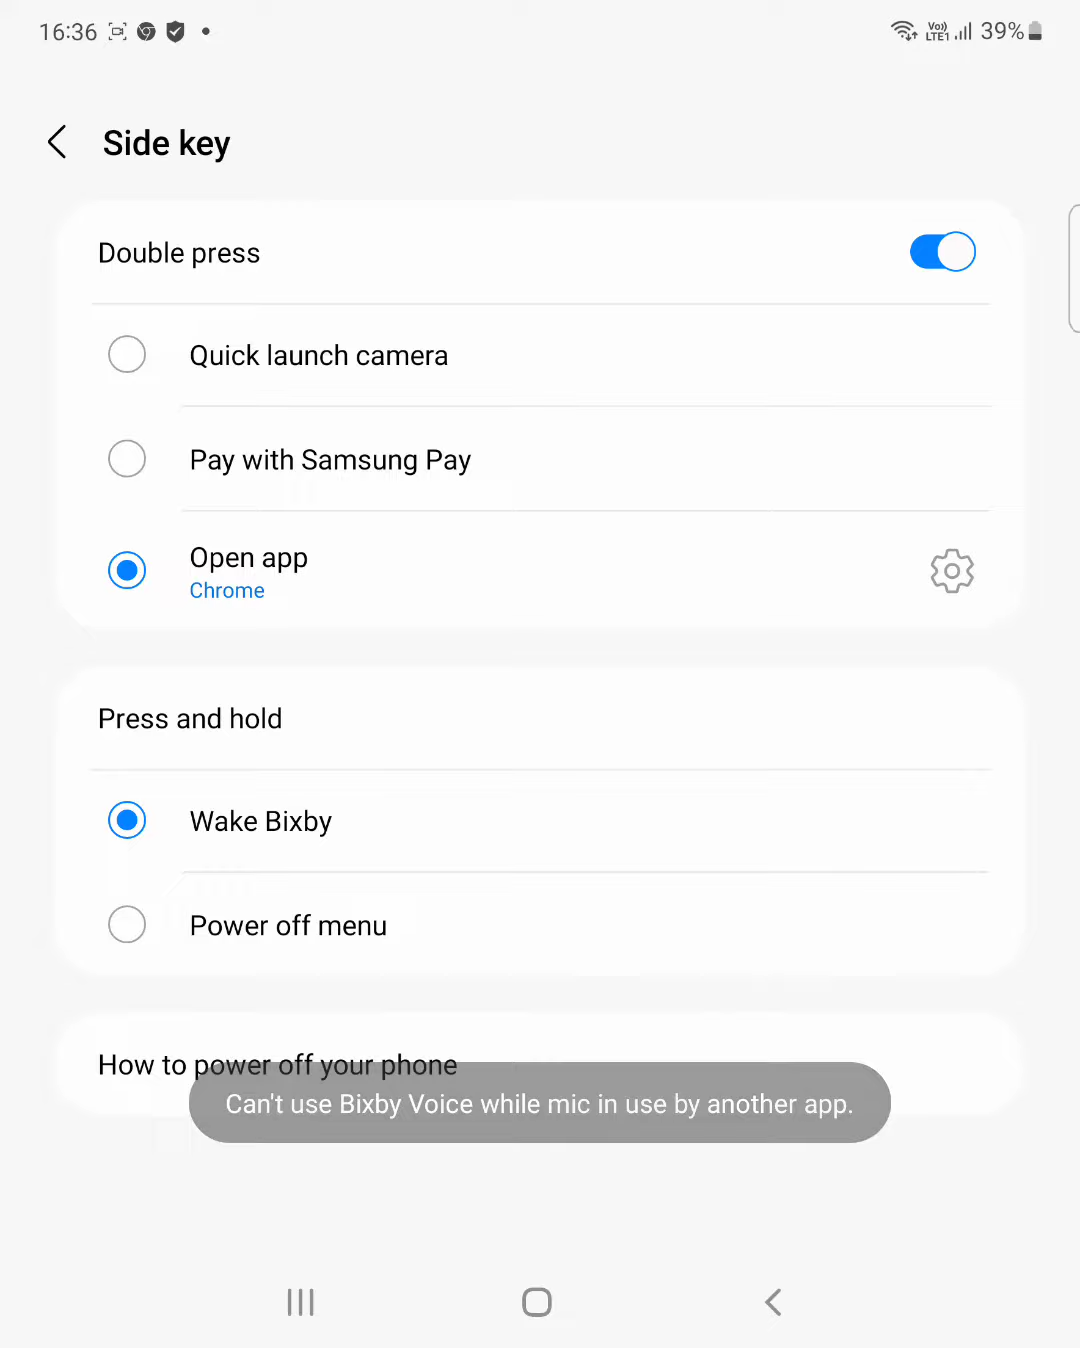 16:36
Vo))
LTE1
39%
Side key
Double press
Quick launch camera
Pay with Samsung Pay
Open app
Chrome
Press and hold
Wake Bixby
Power off menu
How to power off your phone
Can't use Bixby Voice while mic in use by another app.